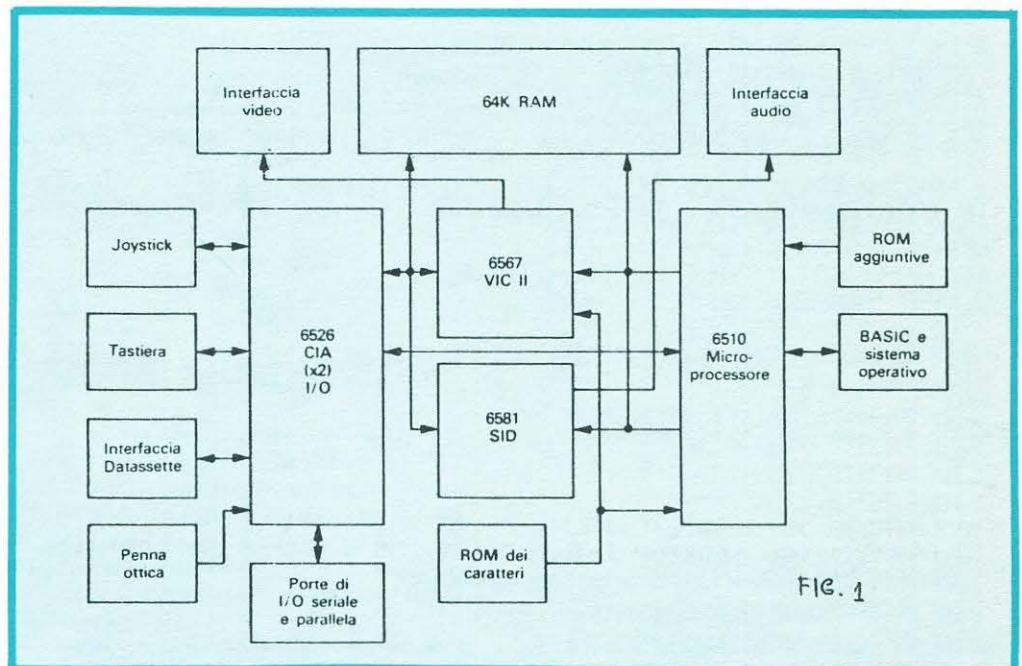 Interfaccia
video
64K RAM
Interfaccia
audio
Joystick
Tastiera
Interfaccia
Datassette
Penna
ottica
6526
CIA
(x2)
I/O
Porte di
I/O seriale
e parallela
6567
VIC II
6581
SID
ROM dei
caratteri
6510
Micro-
processore
ROM
aggiuntive
BASIC e
sistema
operativo
FIG. 1